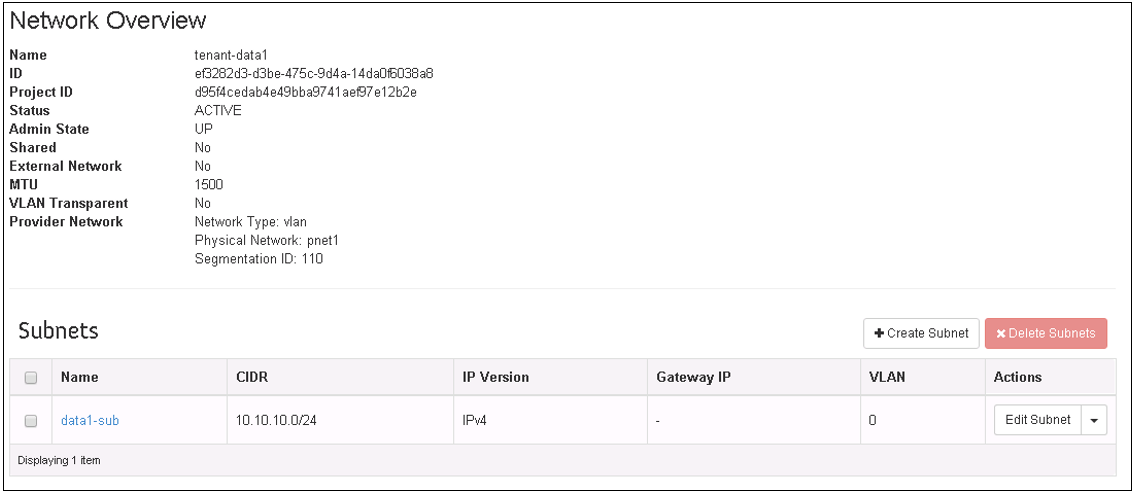 Network Overview
Name tenant-data1
ID ef3282d3-d3be-475c-9d4a-14da0f6038a8
Project ID d95f4cedab4e49bba9741aef97e12b2e
Status ACTIVE
Admin State UP
Shared No
External Network No
MTU 1500
VLAN Transparent No
Provider Network Network Type: vlan
Physical Network: pnet1
Segmentation ID: 110
Subnets + Create Subnet × Delete Subnets
Name CIDR IP Version Gateway IP VLAN Actions
data1-sub 10.10.10.0/24 IPv4 - 0 Edit Subnet
Displaying 1 item